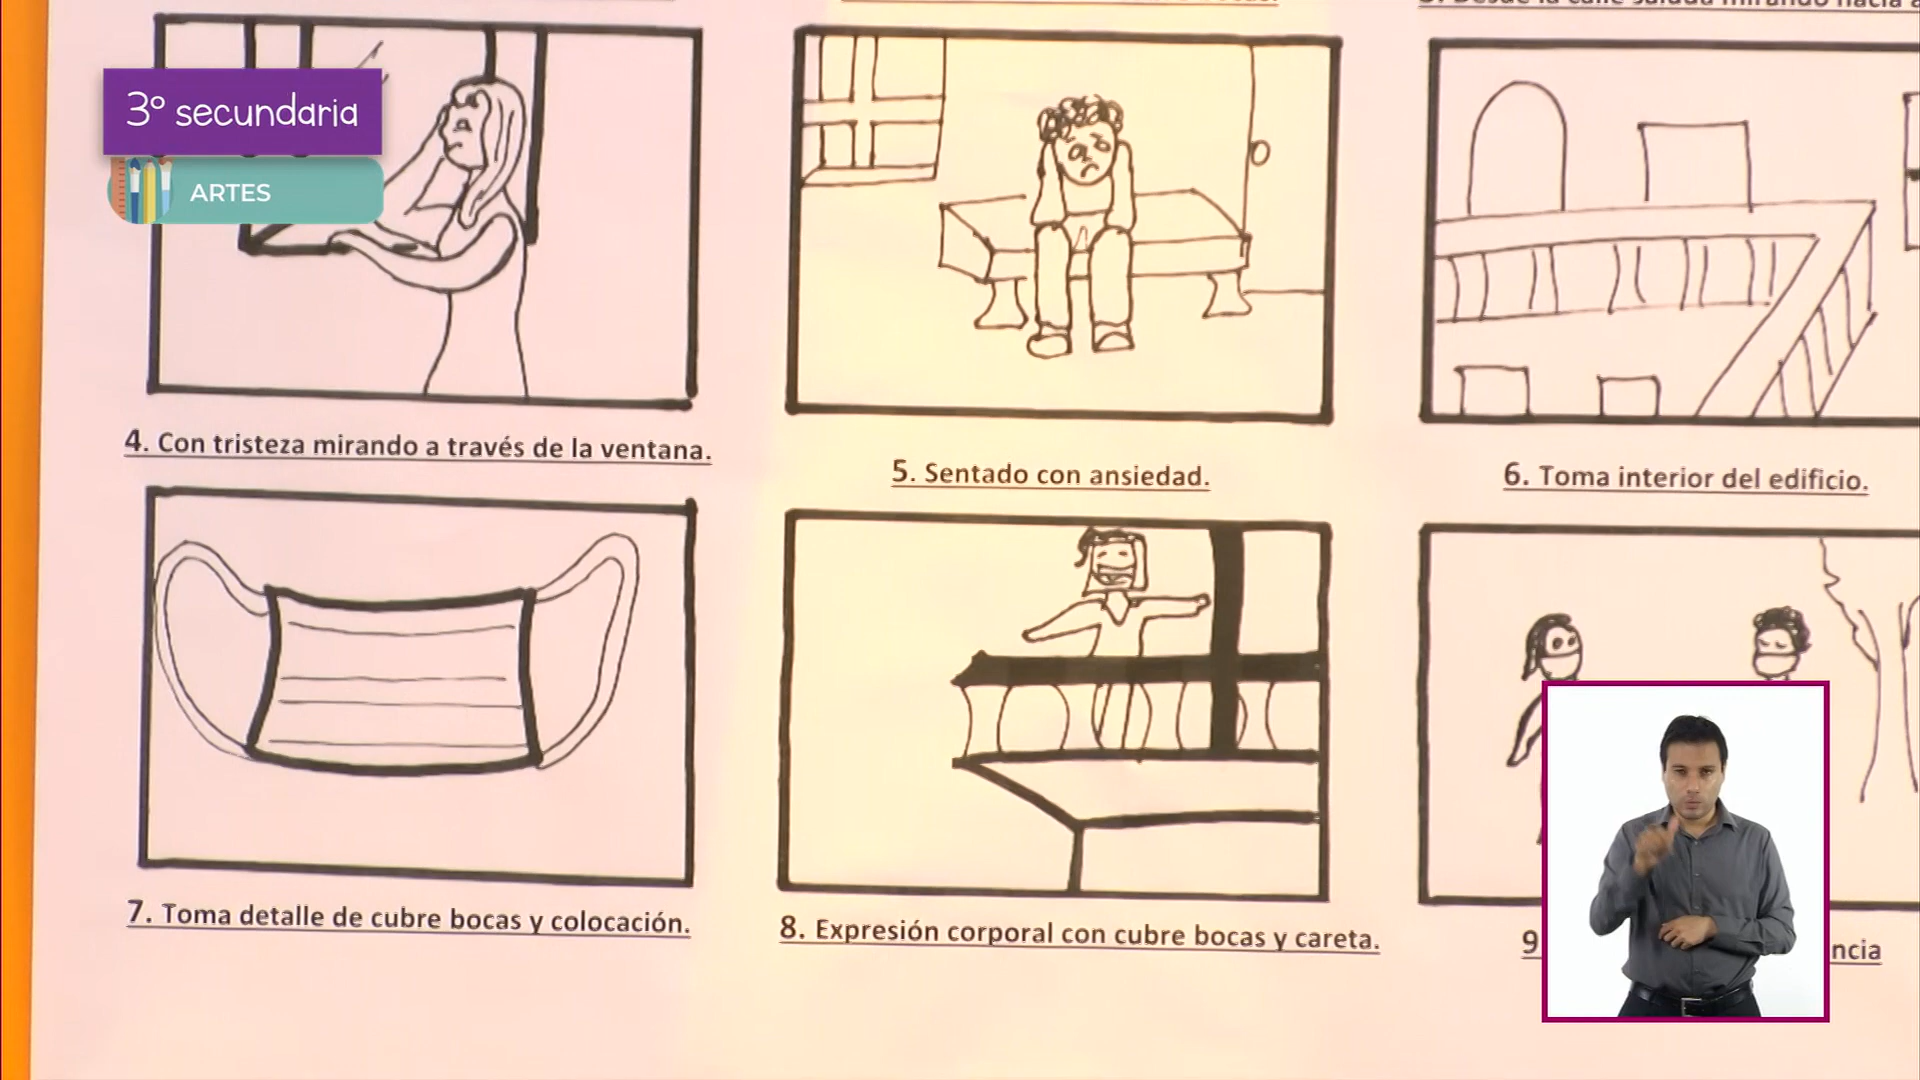 3° secundaria
ARTES
4. Con tristeza mirando a través de la ventana.
5. Sentado con ansiedad.
6. Toma interior del edificio.
7. Toma detalle de cubre bocas y colocación.
8. Expresión corporal con cubre bocas y careta.
9